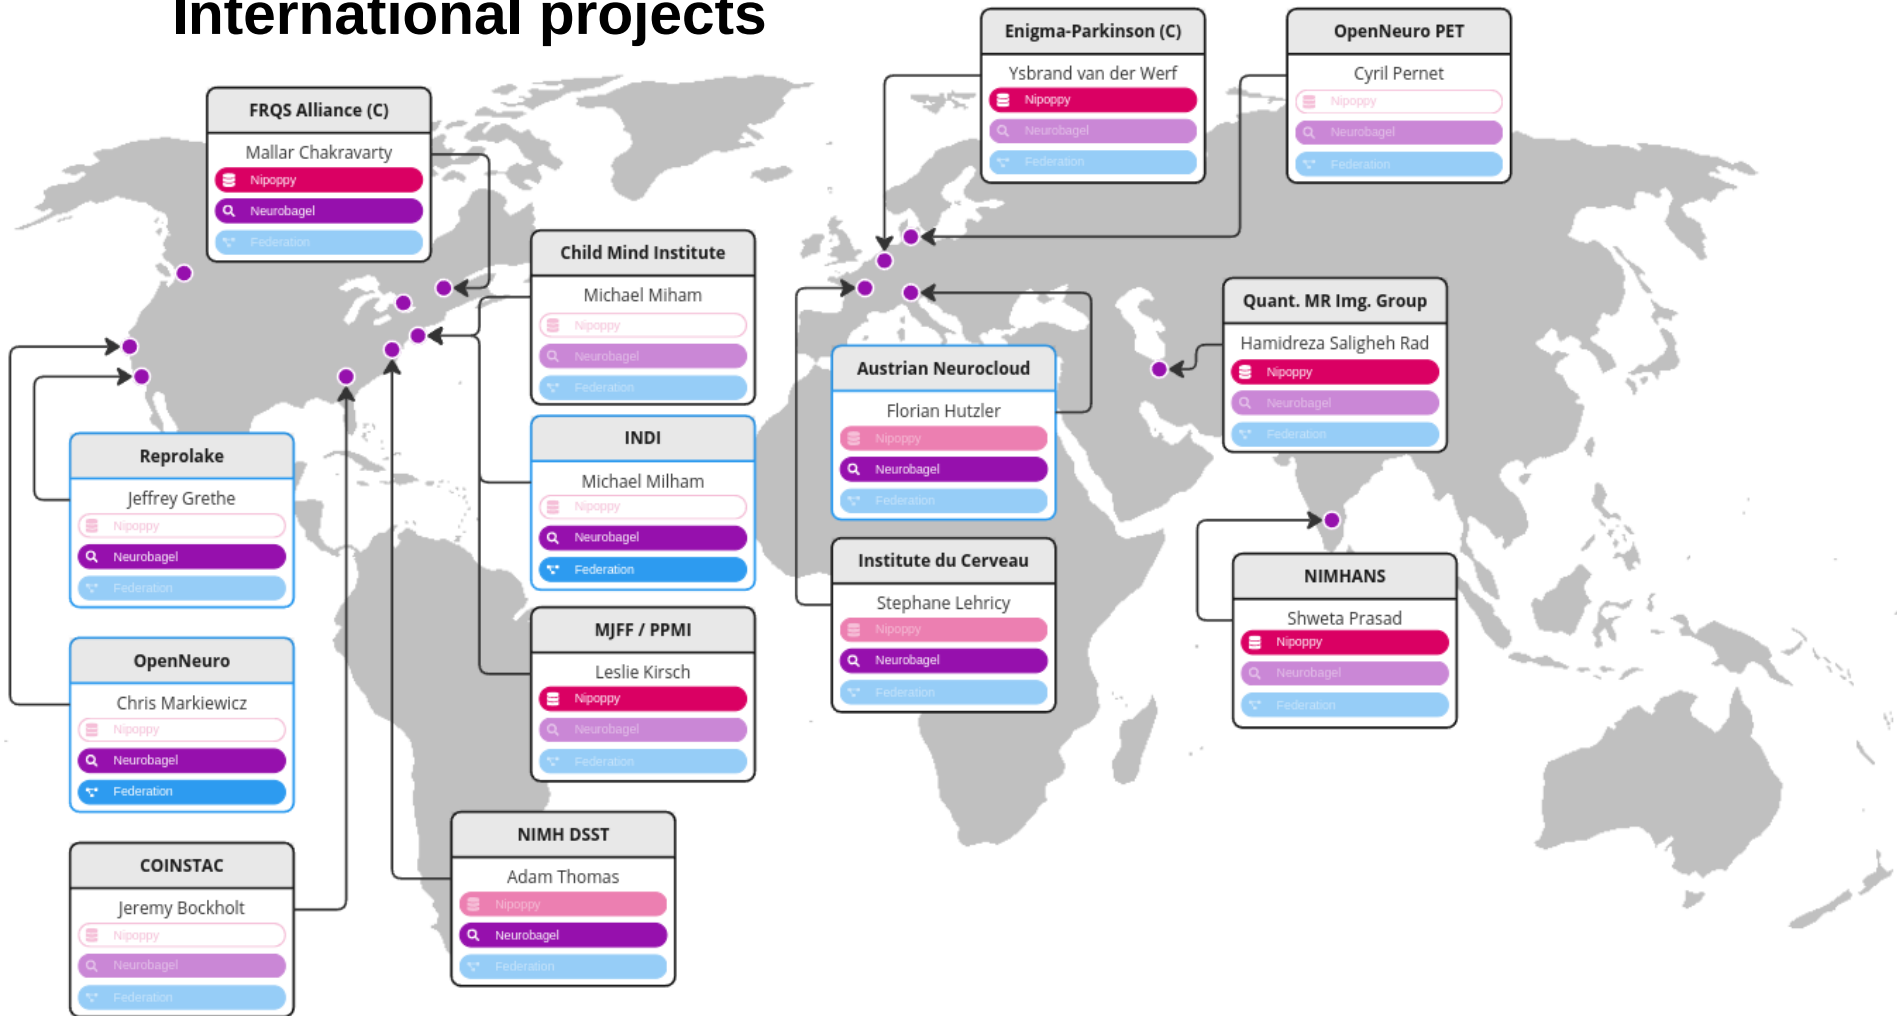 International projects
FRQS Alliance (C)
Mallar Chakravarty
Nipoppy
Neurobagel
Federation
Child Mind Institute
Michael Miham
Nipoppy
Neurobagel
Federation
Reprolake
Jeffrey Grethe
Nipoppy
Neurobagel
Federation
INDI
Michael Milham
Nipoppy
Neurobagel
Federation
OpenNeuro
Chris Markiewicz
Nipoppy
Neurobagel
Federation
MJFF / PPMI
Leslie Kirsch
Nipoppy
Neurobagel
Federation
COINSTAC
Jeremy Bockholt
Nipoppy
Neurobagel
Federation
NIMH DSST
Adam Thomas
Nipoppy
Neurobagel
Federation
Enigma-Parkinson (C)
Ysbrand van der Werf
Nipoppy
Neurobagel
Federation
OpenNeuro PET
Cyril Pernet
Nipoppy
Neurobagel
Federation
Austrian Neurocloud
Florian Hutzler
Nipoppy
Neurobagel
Federation
Quant. MR Img. Group
Hamidreza Saligheh Rad
Nipoppy
Neurobagel
Federation
Institute du Cerveau
Stephane Lehricy
Nipoppy
Neurobagel
Federation
NIMHANS
Shweta Prasad
Nipoppy
Neurobagel
Federation